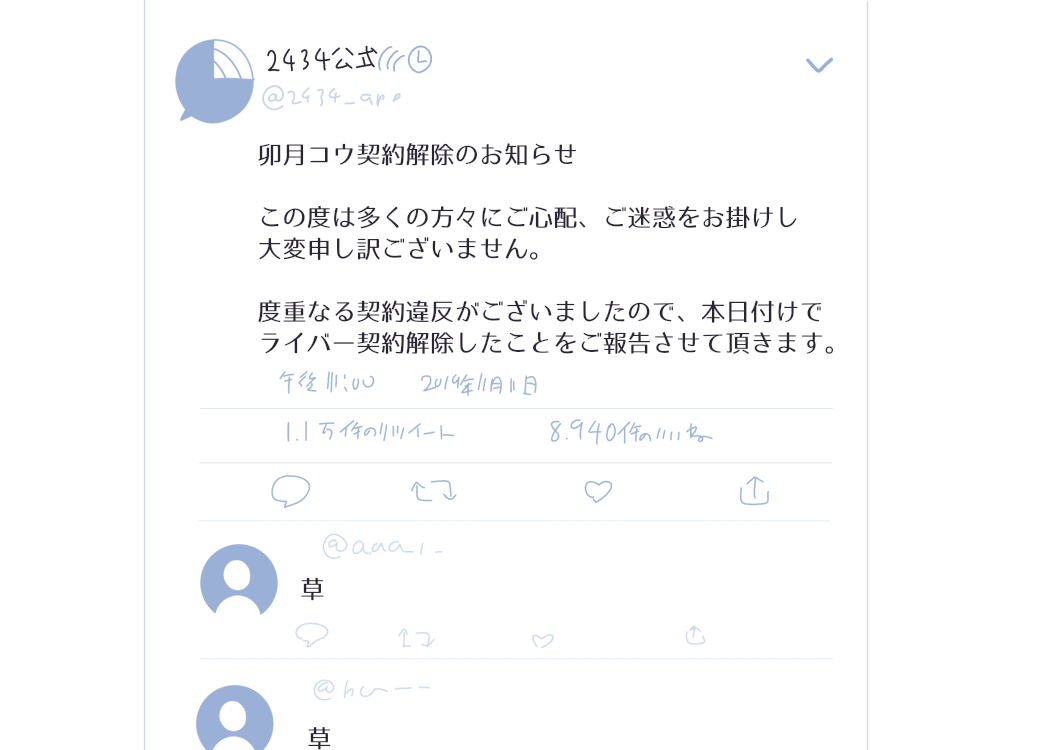 2434公式
@2434_app
卯月コウ契約解除のお知らせ
この度は多くの方々にご心配、ご迷惑をお掛けし
大変申し訳ございません。
度重なる契約違反がございましたので、本日付けで
ライバー契約解除したことをご報告させて頂きます。
午後11:00 2019年11月11日
1.1万件のリツイート 8.940件のいいね
@aaa_1_
草
草